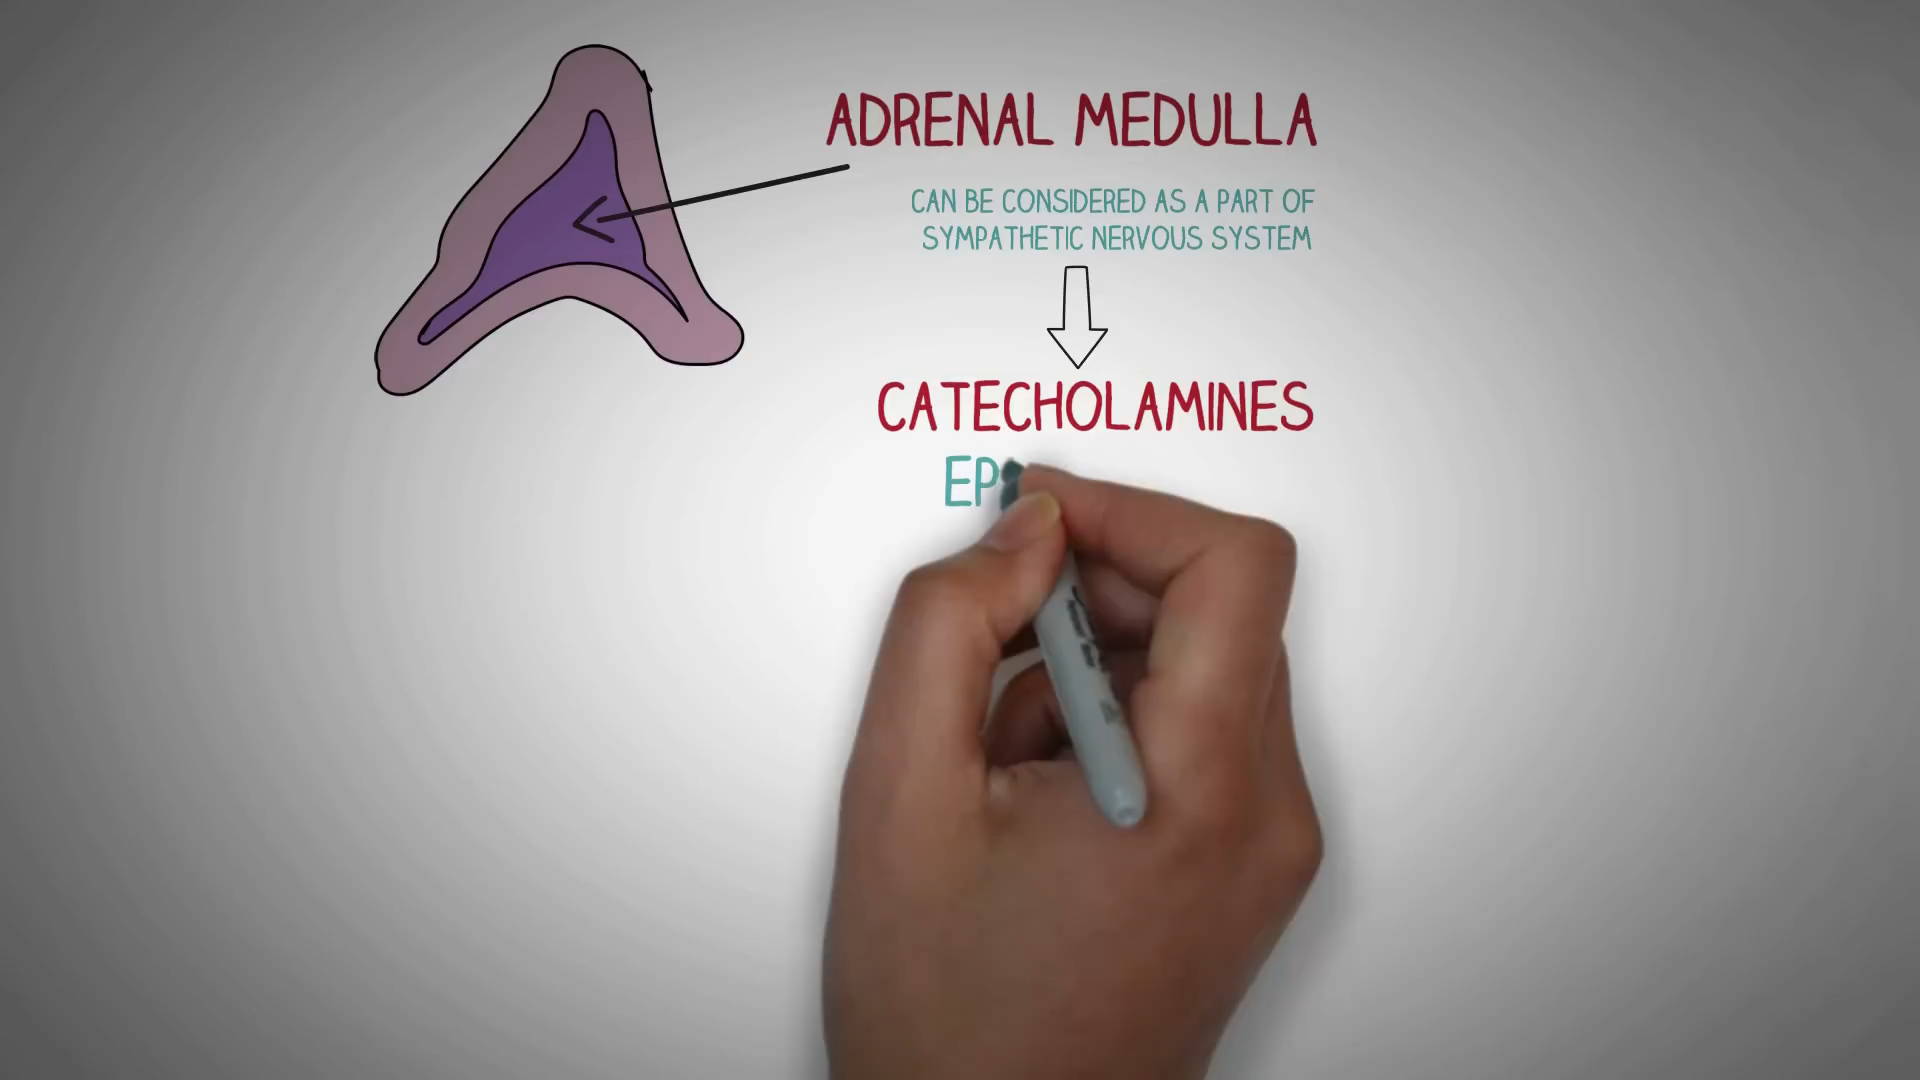 ADRENAL MEDULLA
CAN BE CONSIDERED AS A PART OF
SYMPATHETIC NERVOUS SYSTEM
CATECHOLAMINES
EP